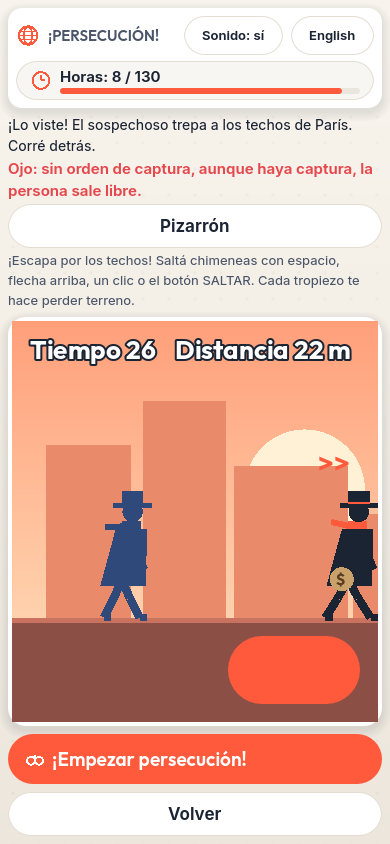 ¡PERSECUCIÓN!
Sonido: sí
English
Horas: 8 / 130
¡Lo viste! El sospechoso trepa a los techos de París.
Corré detrás.
Ojo: sin orden de captura, aunque haya captura, la
persona sale libre.
Pizarrón
¡Escapa por los techos! Saltá chimeneas con espacio,
flecha arriba, un clic o el botón SALTAR. Cada tropiezo te
hace perder terreno.
Tiempo 26 Distancia 22 m
>>
$
¡Empezar persecución!
Volver